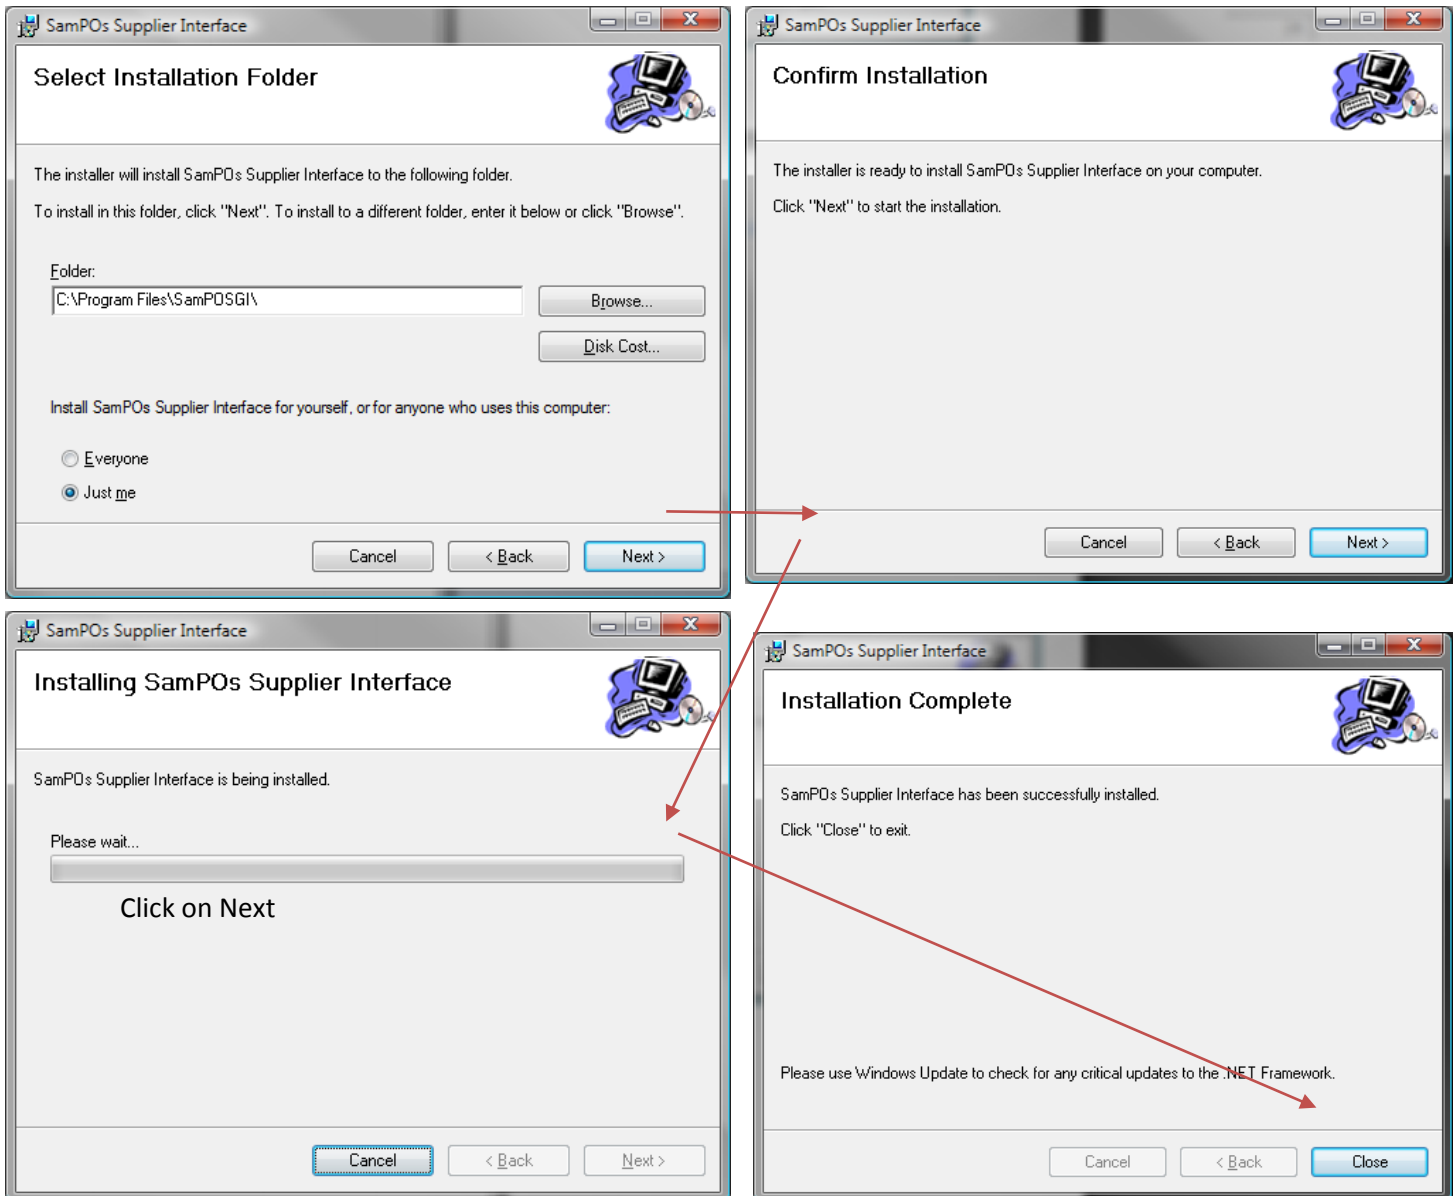 SamPOs Supplier Interface
Select Installation Folder
The installer will install SamPOs Supplier Interface to the following folder.
To install in this folder, click "Next". To install to a different folder, enter it below or click "Browse".
Folder:
C:\Program Files\SamPOSGI\
Browse...
Disk Cost...
Install SamPOs Supplier Interface for yourself, or for anyone who uses this computer:
Everyone
Just me
Cancel
< Back
Next >
SamPOs Supplier Interface
Confirm Installation
The installer is ready to install SamPOs Supplier Interface on your computer.
Click "Next" to start the installation.
Cancel
< Back
Next >
SamPOs Supplier Interface
Installing SamPOs Supplier Interface
SamPOs Supplier Interface is being installed.
Please wait...
Click on Next
Cancel
< Back
Next >
SamPOs Supplier Interface
Installation Complete
SamPOs Supplier Interface has been successfully installed.
Click "Close" to exit.
Please use Windows Update to check for any critical updates to the .NET Framework.
Cancel
< Back
Close